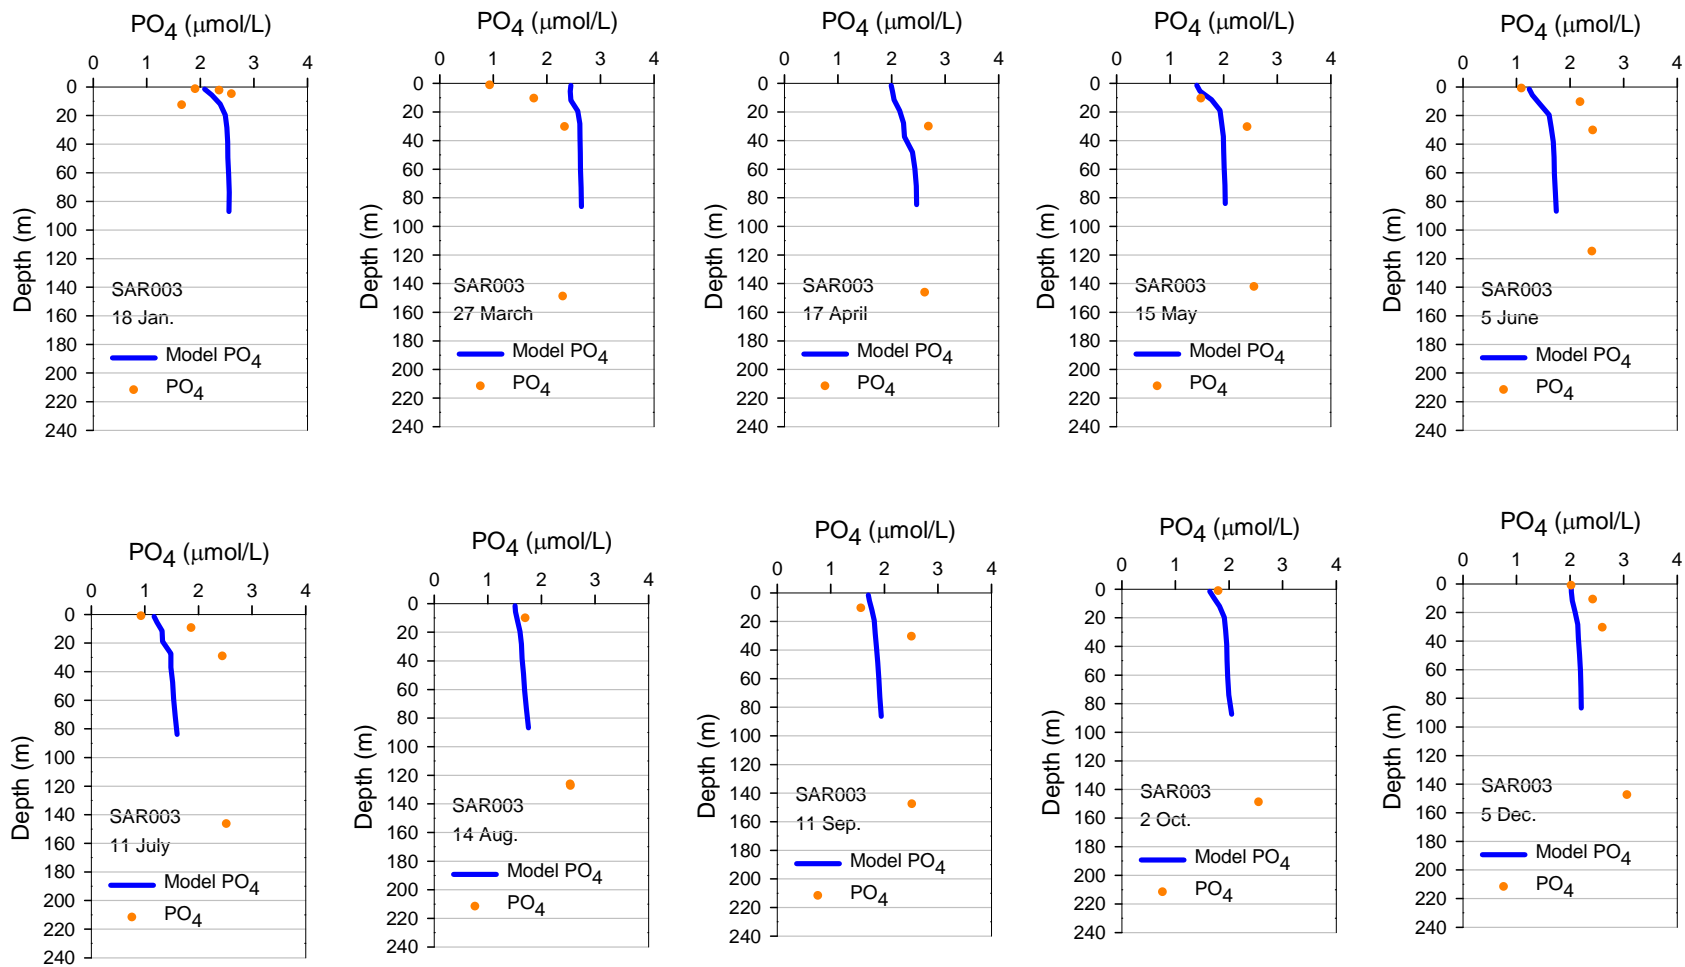 PO4 (μmol/L)
0 1 2 3 4
0
20
40
60
80
100
120
140
160
180
200
220
240
Depth (m)
SAR003
18 Jan.
Model PO4
PO4
PO4 (μmol/L)
0 1 2 3 4
0
20
40
60
80
100
120
140
160
180
200
220
240
Depth (m)
SAR003
27 March
Model PO4
PO4
PO4 (μmol/L)
0 1 2 3 4
0
20
40
60
80
100
120
140
160
180
200
220
240
Depth (m)
SAR003
17 April
Model PO4
PO4
PO4 (μmol/L)
0 1 2 3 4
0
20
40
60
80
100
120
140
160
180
200
220
240
Depth (m)
SAR003
15 May
Model PO4
PO4
PO4 (μmol/L)
0 1 2 3 4
0
20
40
60
80
100
120
140
160
180
200
220
240
Depth (m)
SAR003
5 June
Model PO4
PO4
PO4 (μmol/L)
0 1 2 3 4
0
20
40
60
80
100
120
140
160
180
200
220
240
Depth (m)
SAR003
11 July
Model PO4
PO4
PO4 (μmol/L)
0 1 2 3 4
0
20
40
60
80
100
120
140
160
180
200
220
240
Depth (m)
SAR003
14 Aug.
Model PO4
PO4
PO4 (μmol/L)
0 1 2 3 4
0
20
40
60
80
100
120
140
160
180
200
220
240
Depth (m)
SAR003
11 Sep.
Model PO4
PO4
PO4 (μmol/L)
0 1 2 3 4
0
20
40
60
80
100
120
140
160
180
200
220
240
Depth (m)
SAR003
2 Oct.
Model PO4
PO4
PO4 (μmol/L)
0 1 2 3 4
0
20
40
60
80
100
120
140
160
180
200
220
240
Depth (m)
SAR003
5 Dec.
Model PO4
PO4